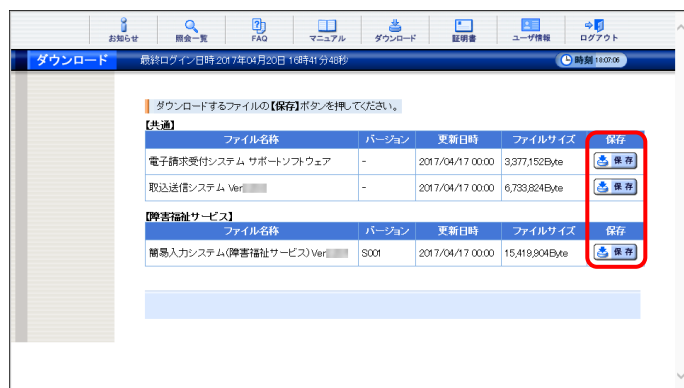 お知らせ 照会一覧 FAQ マニュアル ダウンロード 証明書 ユーザ情報 ログアウト
ダウンロード 最終ログイン日時 2017年04月20日 16時41分48秒 時刻 18:07:06
ダウンロードするファイルの【保存】ボタンを押してください。
【共通】
ファイル名称 バージョン 更新日時 ファイルサイズ 保存
電子請求受付システム サポートソフトウェア - 2017/04/17 00:00 3,377,152Byte 保存
取込送信システム Ver - 2017/04/17 00:00 6,733,824Byte 保存
【障害福祉サービス】
ファイル名称 バージョン 更新日時 ファイルサイズ 保存
簡易入力システム(障害福祉サービス)Ver S001 2017/04/17 00:00 15,419,904Byte 保存